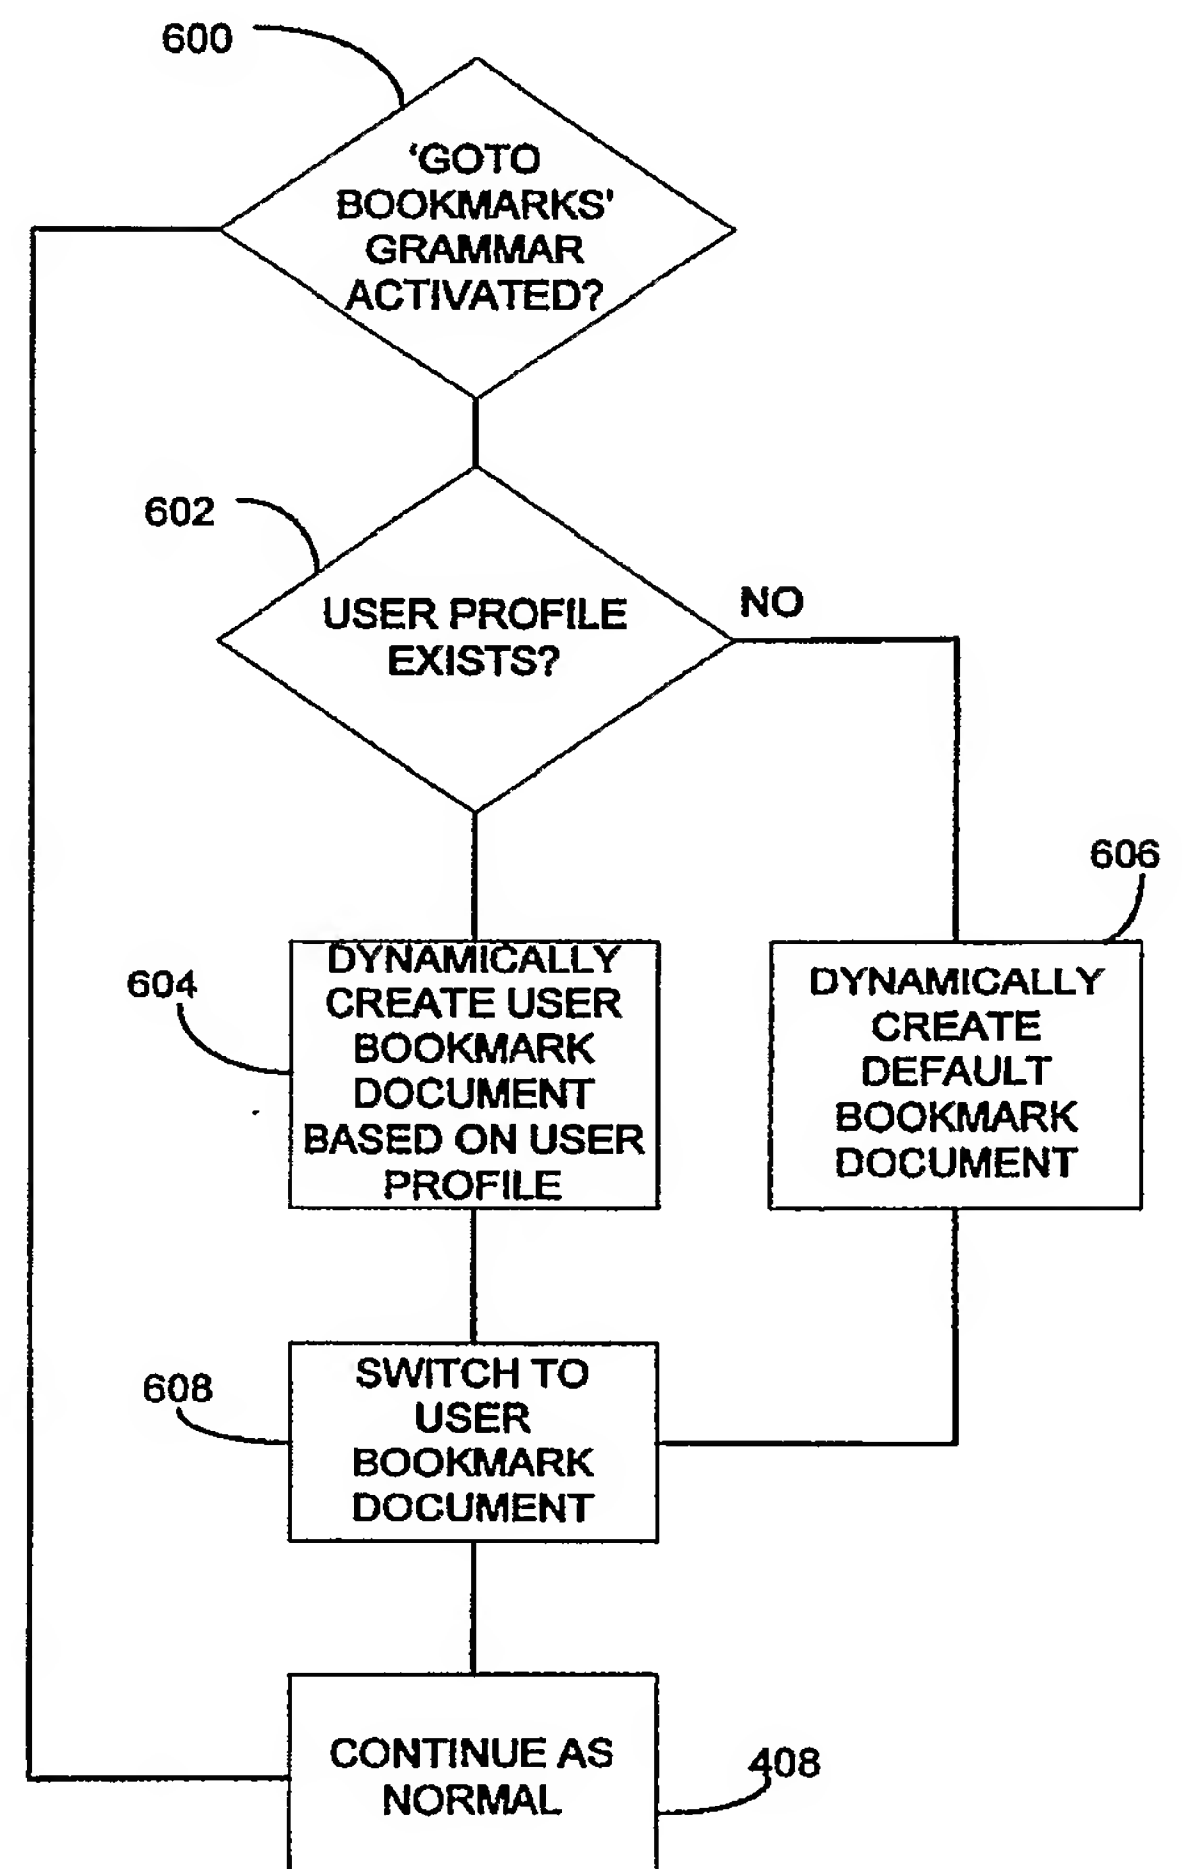 600
'GOTO
BOOKMARKS'
GRAMMAR
ACTIVATED?
602
USER PROFILE
EXISTS?
NO
606
604
DYNAMICALLY
CREATE USER
BOOKMARK
DOCUMENT
BASED ON USER
PROFILE
DYNAMICALLY
CREATE
DEFAULT
BOOKMARK
DOCUMENT
608
SWITCH TO
USER
BOOKMARK
DOCUMENT
CONTINUE AS
NORMAL
408